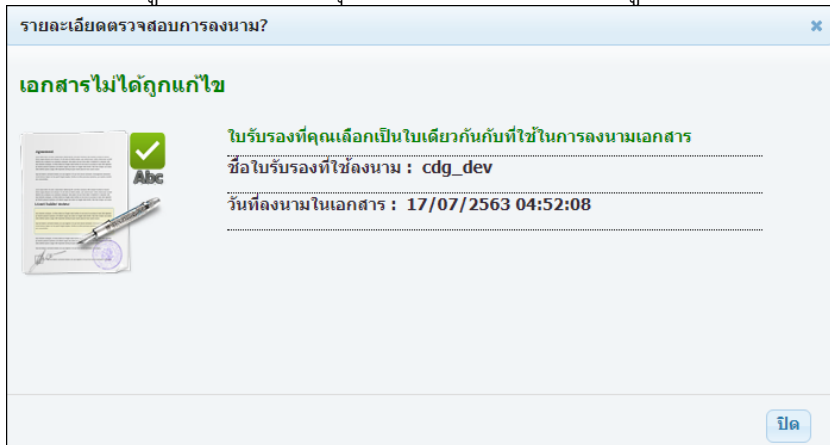 รายละเอียดตรวจสอบการลงนาม?
เอกสารไม่ได้ถูกแก้ไข
ใบรับรองที่คุณเลือกเป็นใบเดียวกันกับที่ใช้ในการลงนามเอกสาร
Abc
ชื่อใบรับรองที่ใช้ลงนาม : cdg_dev
วันที่ลงนามในเอกสาร : 17/07/2563 04:52:08
ปิด